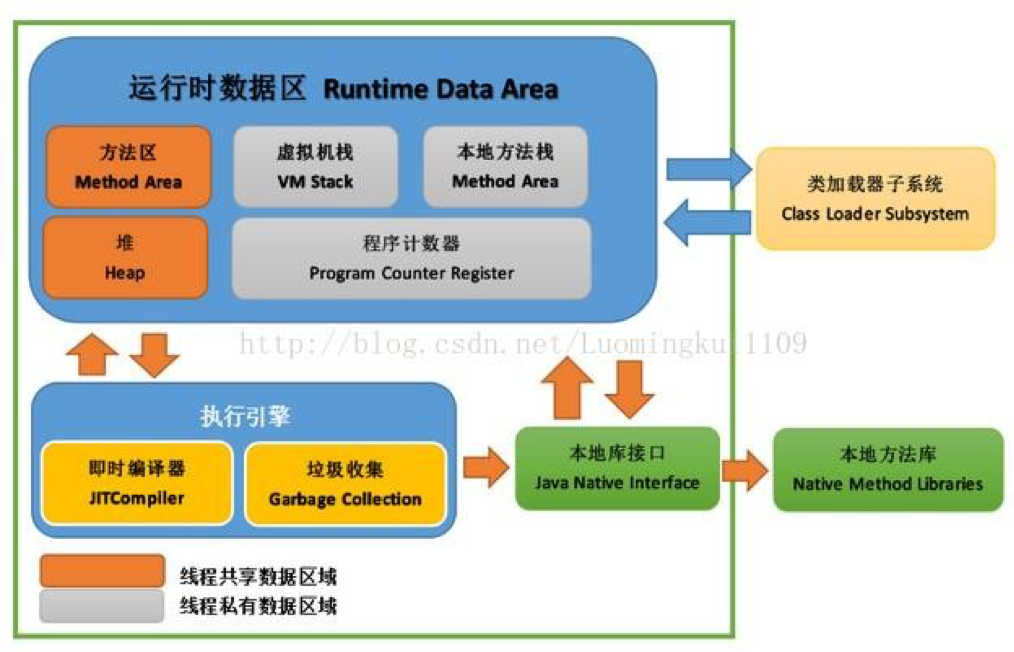 运行时数据区 Runtime Data Area
方法区
Method Area
虚拟机栈
VM Stack
本地方法栈
Method Area
堆
Heap
程序计数器
Program Counter Register
类加载器子系统
Class Loader Subsystem
http://blog.csdn.net/Luomingkui1109
执行引擎
即时编译器
JITCompiler
垃圾收集
Garbage Collection
本地库接口
Java Native Interface
本地方法库
Native Method Libraries
线程共享数据区域
线程私有数据区域